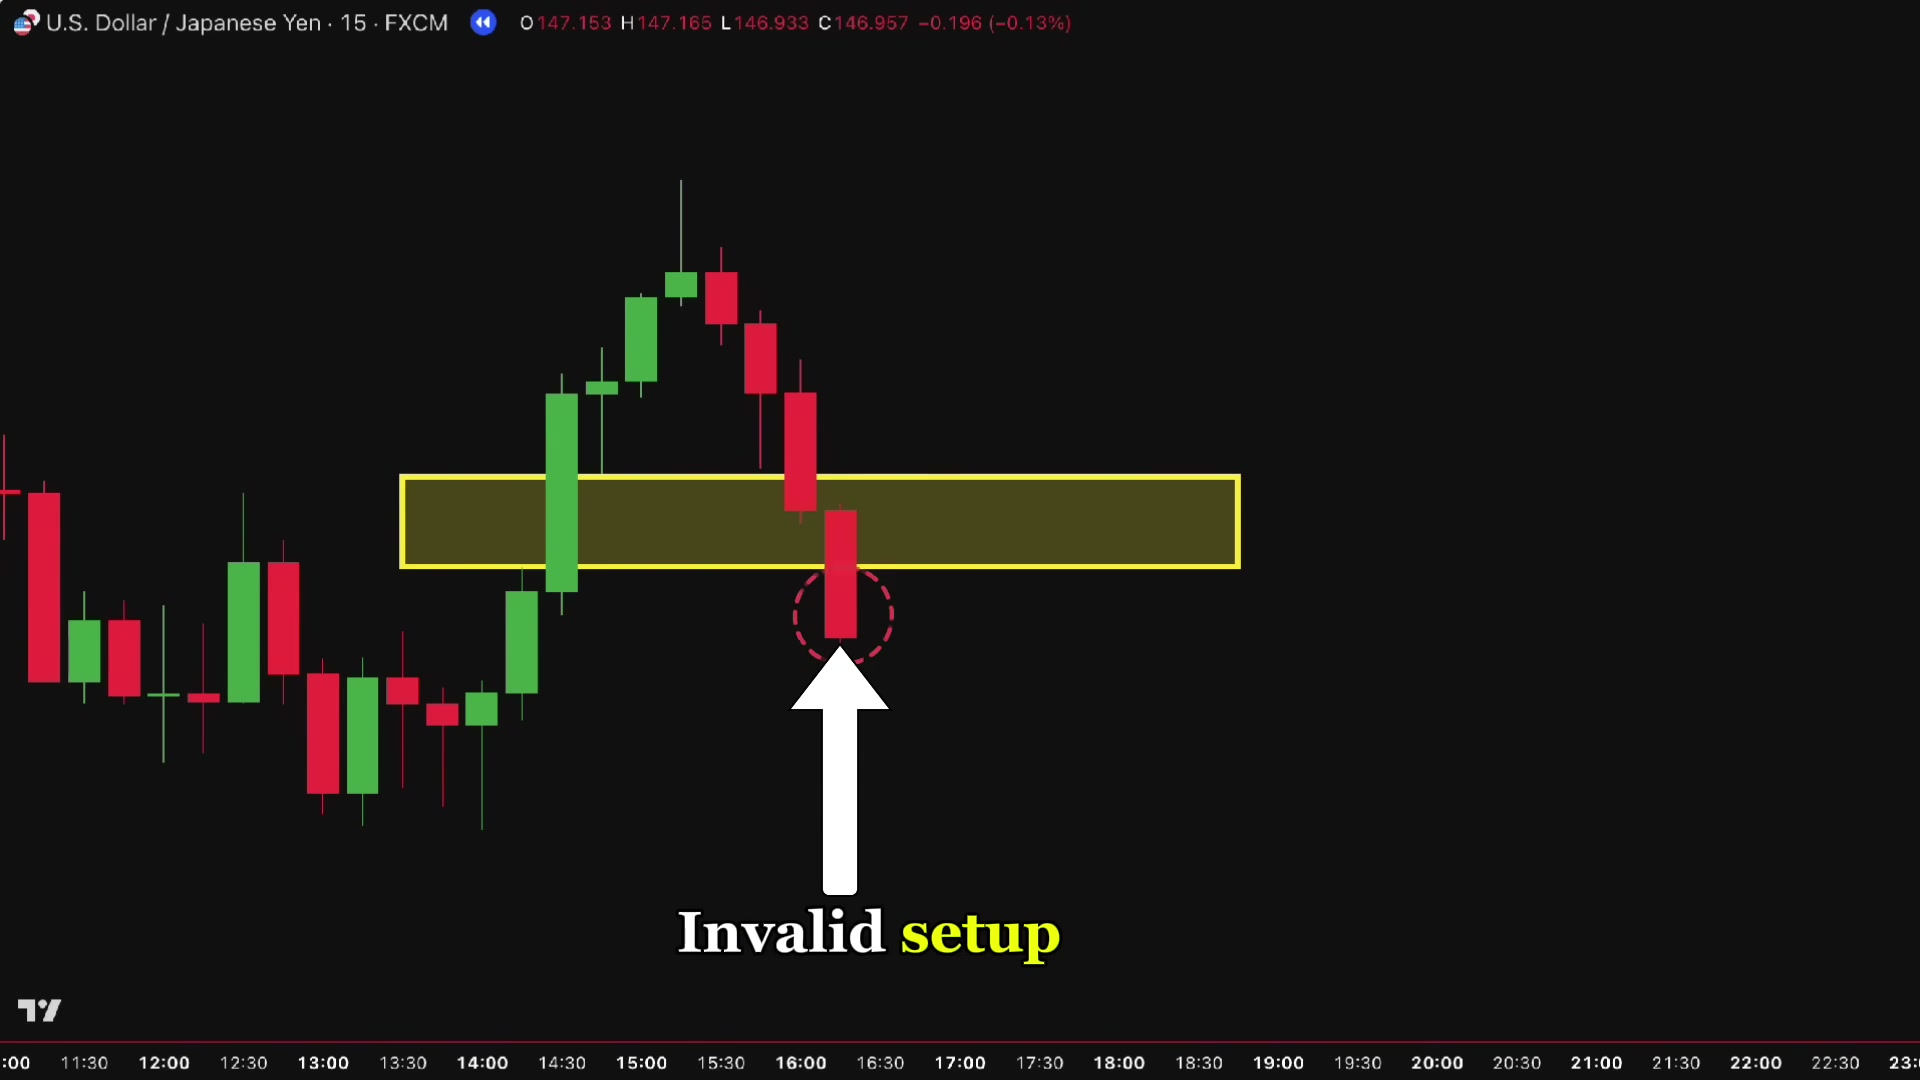 U.S. Dollar / Japanese Yen · 15 · FXCM O147.153 H147.165 L146.933 C146.957 −0.196 (−0.13%)
Invalid setup
:00 11:30 12:00 12:30 13:00 13:30 14:00 14:30 15:00 15:30 16:00 16:30 17:00 17:30 18:00 18:30 19:00 19:30 20:00 20:30 21:00 21:30 22:00 22:30 23: